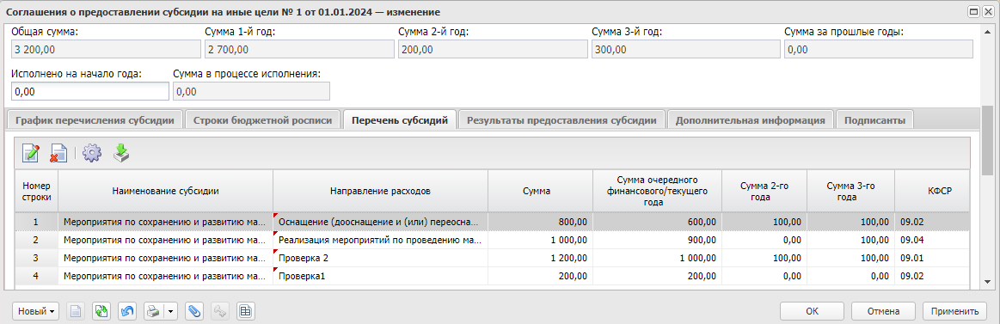 Соглашения о предоставлении субсидии на иные цели № 1 от 01.01.2024 — изменение
Общая сумма: Сумма 1-й год: Сумма 2-й год: Сумма 3-й год: Сумма за прошлые годы:
3 200,00 2 700,00 200,00 300,00 0,00
Исполнено на начало года: Сумма в процессе исполнения:
0,00 0,00
График перечисления субсидии Строки бюджетной росписи Перечень субсидий Результаты предоставления субсидии Дополнительная информация Подписанты
Номер строки Наименование субсидии Направление расходов Сумма Сумма очередного финансового/текущего года Сумма 2-го года Сумма 3-го года КФСР
1 Мероприятия по сохранению и развитию ма... Оснащение (дооснащение и (или) переосна... 800,00 600,00 100,00 100,00 09.02
2 Мероприятия по сохранению и развитию ма... Реализация мероприятий по проведению ма... 1 000,00 900,00 0,00 100,00 09.04
3 Мероприятия по сохранению и развитию ма... Проверка 2 1 200,00 1 000,00 100,00 100,00 09.01
4 Мероприятия по сохранению и развитию ма... Проверка1 200,00 200,00 0,00 0,00 09.02
Новый ОК Отмена Применить